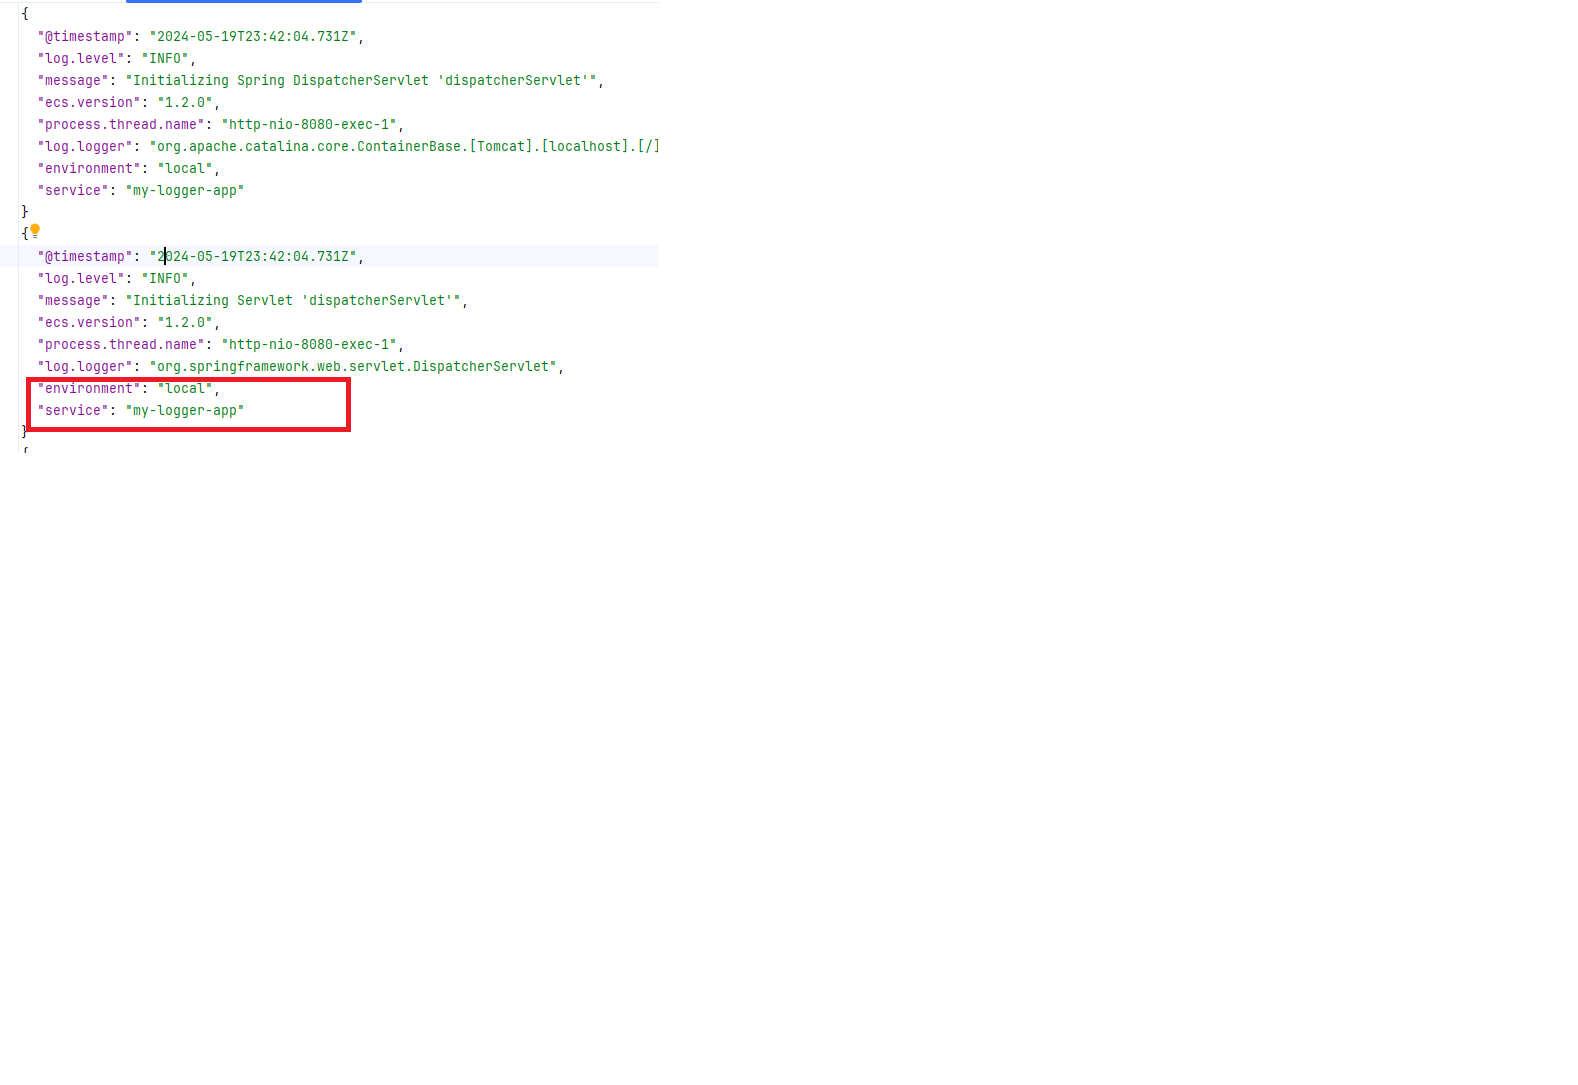 {
"@timestamp": "2024-05-19T23:42:04.731Z",
"log.level": "INFO",
"message": "Initializing Spring DispatcherServlet 'dispatcherServlet'",
"ecs.version": "1.2.0",
"process.thread.name": "http-nio-8080-exec-1",
"log.logger": "org.apache.catalina.core.ContainerBase.[Tomcat].[localhost].[/]
"environment": "local",
"service": "my-logger-app"
}
{
"@timestamp": "2024-05-19T23:42:04.731Z",
"log.level": "INFO",
"message": "Initializing Servlet 'dispatcherServlet'",
"ecs.version": "1.2.0",
"process.thread.name": "http-nio-8080-exec-1",
"log.logger": "org.springframework.web.servlet.DispatcherServlet",
"environment": "local",
"service": "my-logger-app"
}
{